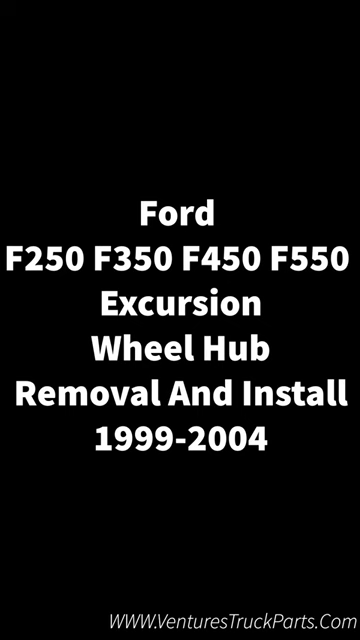 Ford
F250 F350 F450 F550
Excursion
Wheel Hub
Removal And Install
1999-2004
WWW.VenturesTruckParts.Com